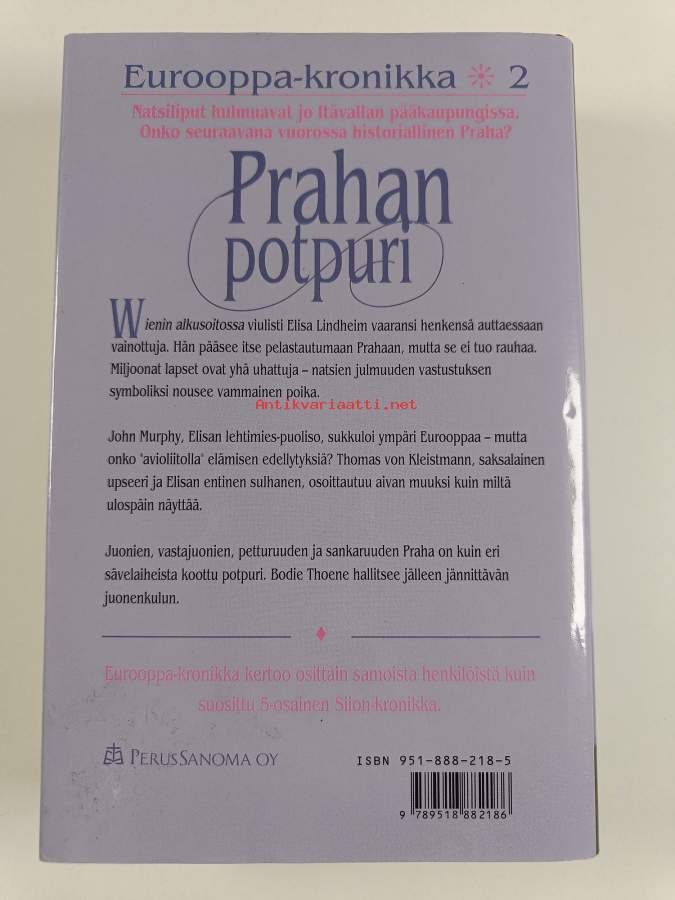 Eurooppa-kronikka * 2
Natsiliput hulmuavat jo Itävallan pääkaupungissa.
Onko seuraavana vuorossa historiallinen Praha?
Prahan
potpuri
Wienin alkusoitossa viulisti Elisa Lindheim vaaransi henkensä auttaessaan
vainottuja. Hän pääsee itse pelastautumaan Prahaan, mutta se ei tuo rauhaa.
Miljoonat lapset ovat yhä uhattuja – natsien julmuuden vastustuksen
symboliksi nousee vammainen poika.
Antikvariaatti.net
John Murphy, Elisan lehtimies-puoliso, sukkuloi ympäri Eurooppaa – mutta
onko "avioliitolla" elämisen edellytyksiä? Thomas von Kleistmann, saksalainen
upseeri ja Elisan entinen sulhanen, osoittautuu aivan muuksi kuin miltä
ulospäin näyttää.
Juonien, vastajuonien, petturuuden ja sankaruuden Praha on kuin eri
sävelaiheista koottu potpuri. Bodie Thoene hallitsee jälleen jännittävän
juonenkulun.
Eurooppa-kronikka kertoo osittain samoista henkilöistä kuin
suosittu 5-osainen Siion-kronikka.
PERUSSANOMA OY
ISBN 951-888-218-5
9 789518 882186